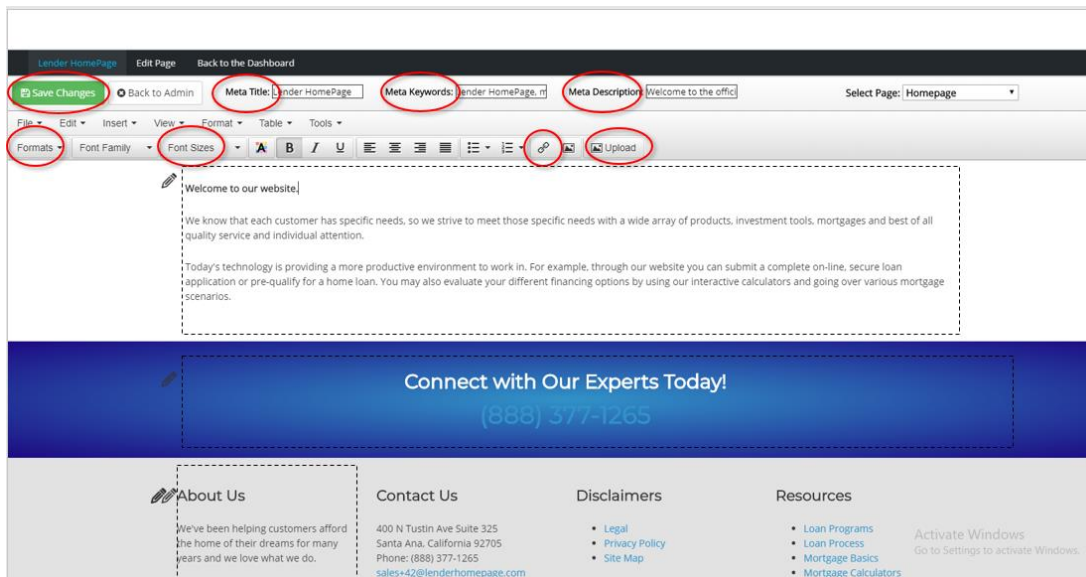 Lender HomePage Edit Page Back to the Dashboard
Save Changes Back to Admin Meta Title: Lender HomePage Meta Keywords: Lender HomePage, m Meta Description: Welcome to the offici Select Page: Homepage
File Edit Insert View Format Table Tools
Formats Font Family Font Sizes A B I U Upload
Welcome to our website.
We know that each customer has specific needs, so we strive to meet those specific needs with a wide array of products, investment tools, mortgages and best of all
quality service and individual attention.
Today's technology is providing a more productive environment to work in. For example, through our website you can submit a complete on-line, secure loan
application or pre-qualify for a home loan. You may also evaluate your different financing options by using our interactive calculators and going over various mortgage
scenarios.
Connect with Our Experts Today!
(888) 377-1265
About Us
We've been helping customers afford
the home of their dreams for many
years and we love what we do.
Contact Us
400 N Tustin Ave Suite 325
Santa Ana, California 92705
Phone: (888) 377-1265
sales+42@lenderhomepage.com
Disclaimers
• Legal
• Privacy Policy
• Site Map
Resources
• Loan Programs
• Loan Process
• Mortgage Basics
• Mortgage Calculators
Activate Windows
Go to Settings to activate Windows.